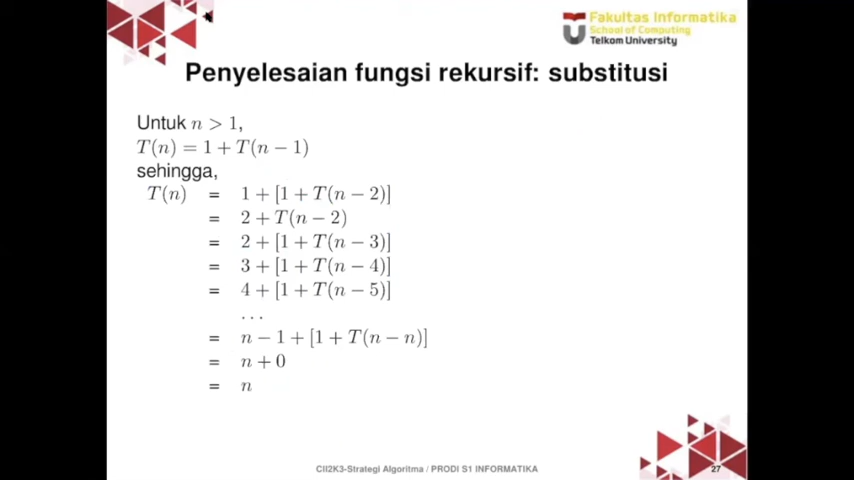 Fakultas Informatika
School of Computing
Telkom University
Penyelesaian fungsi rekursif: substitusi
Untuk n > 1,
T(n) = 1 + T(n − 1)
sehingga,
T(n) = 1 + [1 + T(n − 2)]
= 2 + T(n − 2)
= 2 + [1 + T(n − 3)]
= 3 + [1 + T(n − 4)]
= 4 + [1 + T(n − 5)]
...
= n − 1 + [1 + T(n − n)]
= n + 0
= n
CII2K3-Strategi Algoritma / PRODI S1 INFORMATIKA
27